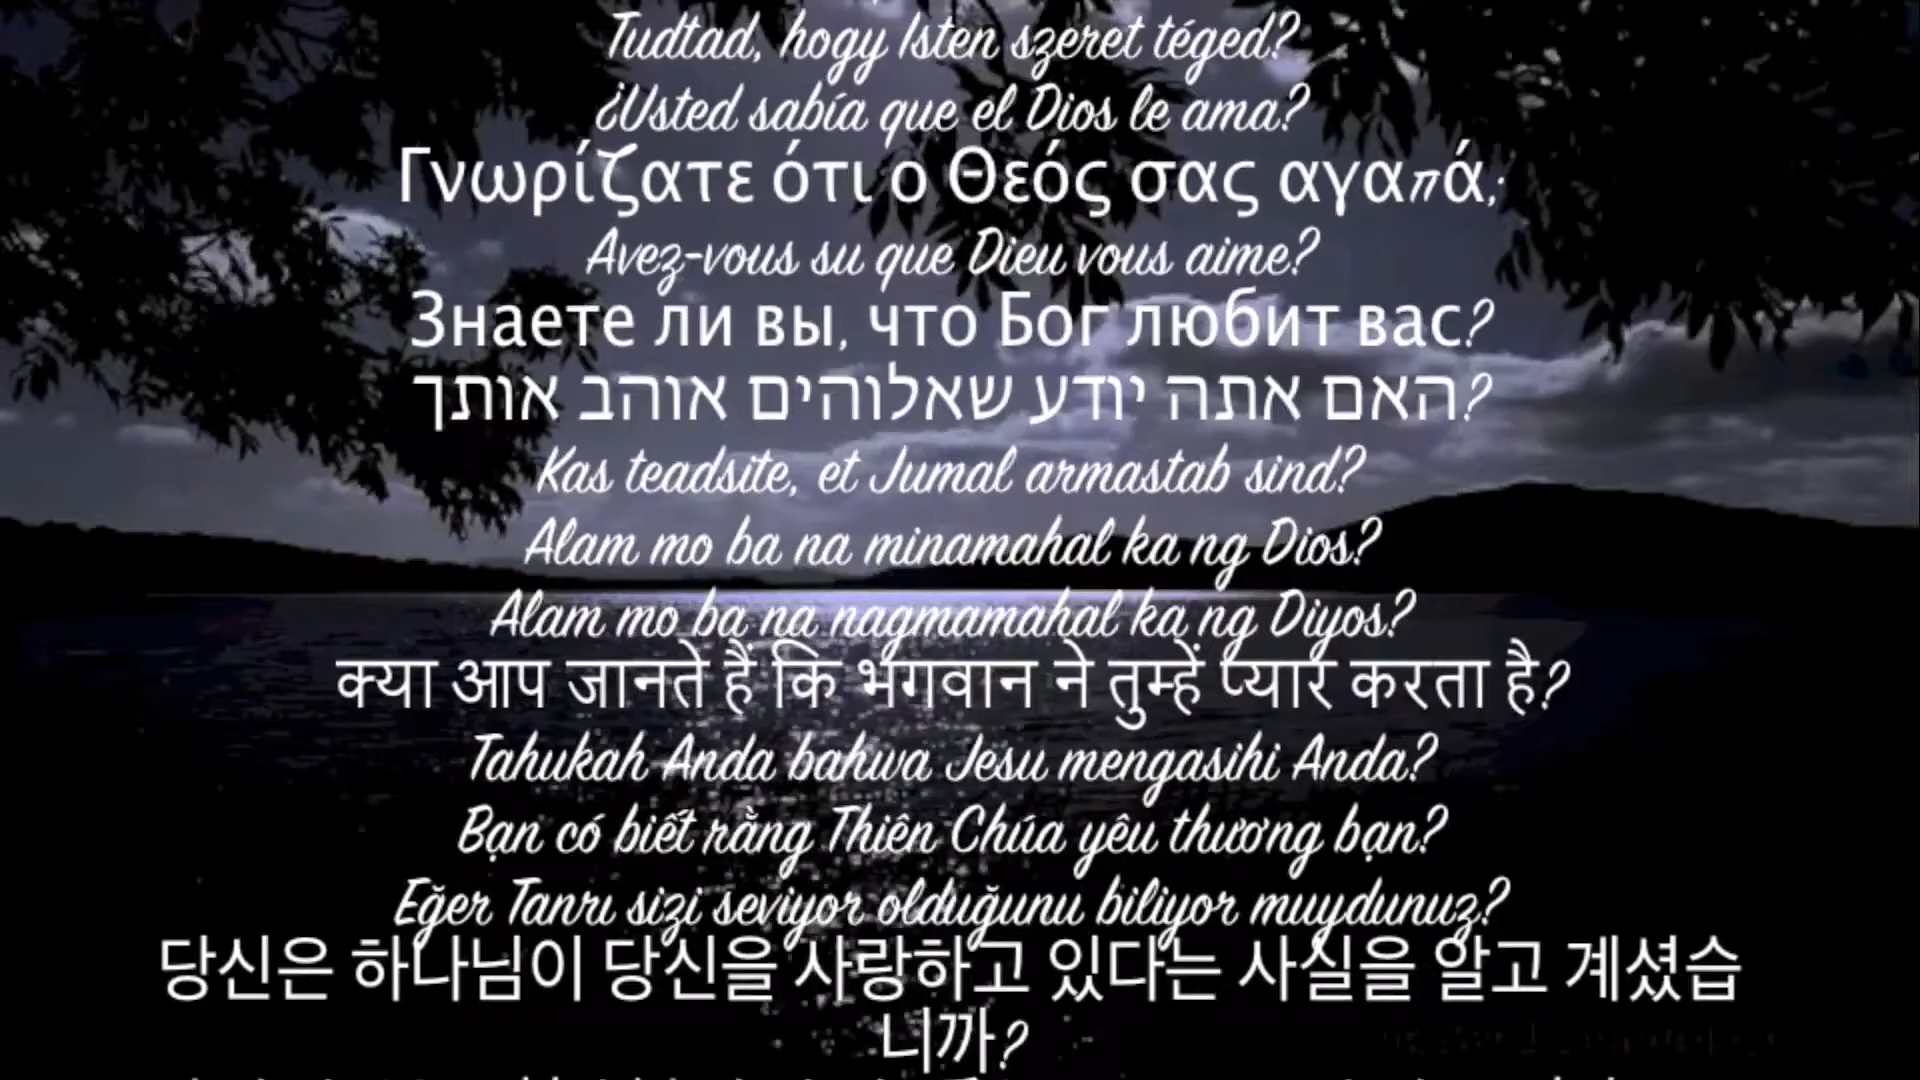 Tudtad, hogy Isten szeret téged?
¿Usted sabía que el Dios le ama?
Γνωρίζατε ότι ο Θεός σας αγαπά;
Avez-vous su que Dieu vous aime?
Знаете ли вы, что Бог любит вас?
האם אתה יודע שאלוהים אוהב אותך?
Kas teadsite, et Jumal armastab sind?
Alam mo ba na minamahal ka ng Dios?
Alam mo ba na nagmamahal ka ng Diyos?
क्या आप जानते हैं कि भगवान ने तुम्हें प्यार करता है?
Tahukah Anda bahwa Jesu mengasihi Anda?
Bạn có biết rằng Thiên Chúa yêu thương bạn?
Eğer Tanrı sizi seviyor olduğunu biliyor muydunuz?
당신은 하나님이 당신을 사랑하고 있다는 사실을 알고 계셨습
니까?